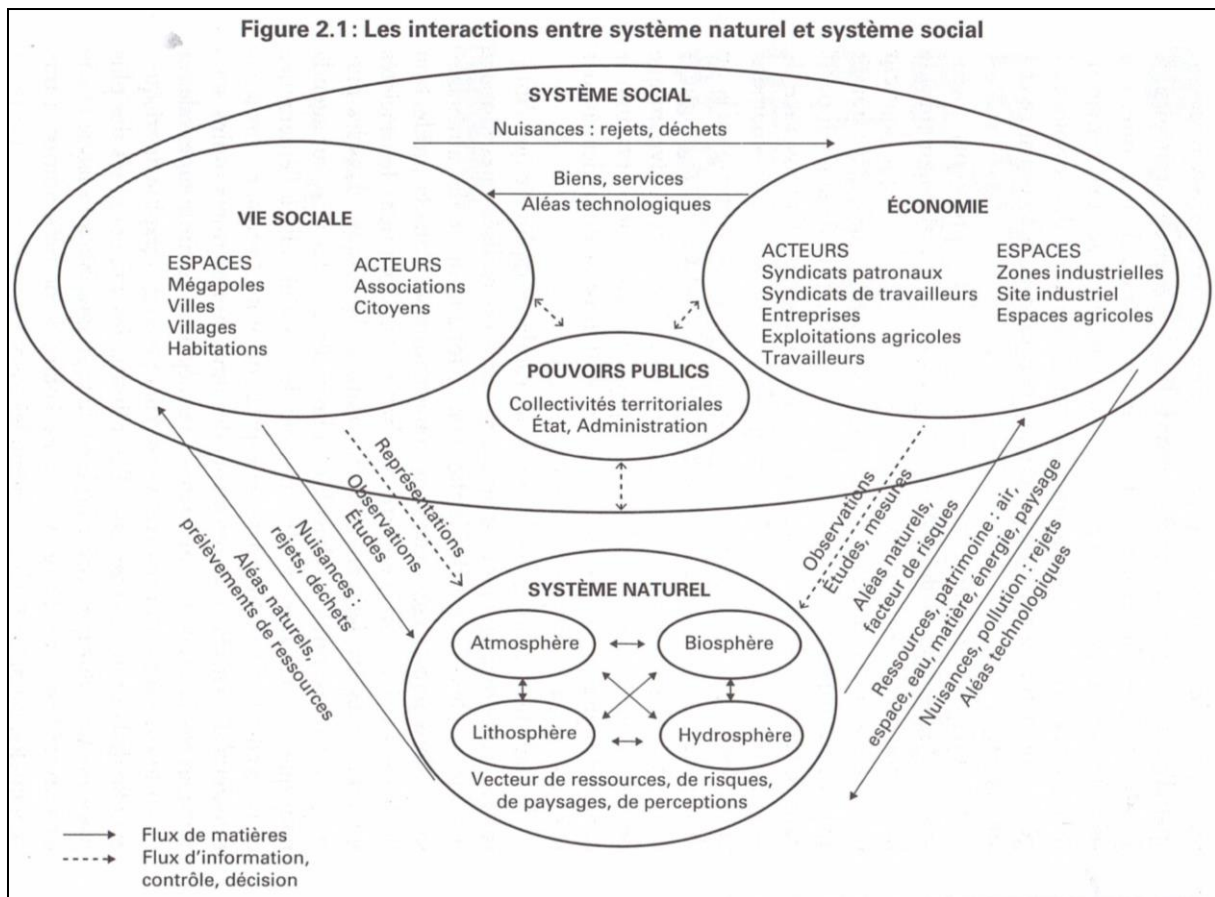 Figure 2.1 : Les interactions entre système naturel et système social
SYSTÈME SOCIAL
Nuisances : rejets, déchets
Biens, services
Aléas technologiques
VIE SOCIALE
ESPACES
Mégapoles
Villes
Villages
Habitations
ACTEURS
Associations
Citoyens
ÉCONOMIE
ACTEURS
Syndicats patronaux
Syndicats de travailleurs
Entreprises
Exploitations agricoles
Travailleurs
ESPACES
Zones industrielles
Site industriel
Espaces agricoles
POUVOIRS PUBLICS
Collectivités territoriales
État, Administration
Représentations
Observations
Études
Nuisances :
rejets, déchets
Aléas naturels,
prélèvements de ressources
Observations
Études, mesures
Aléas naturels,
facteur de risques
Ressources, patrimoine : air,
espace, eau, matière, énergie, paysage
Nuisances, pollution : rejets
Aléas technologiques
SYSTÈME NATUREL
Atmosphère
Biosphère
Lithosphère
Hydrosphère
Vecteur de ressources, de risques,
de paysages, de perceptions
Flux de matières
Flux d'information,
contrôle, décision